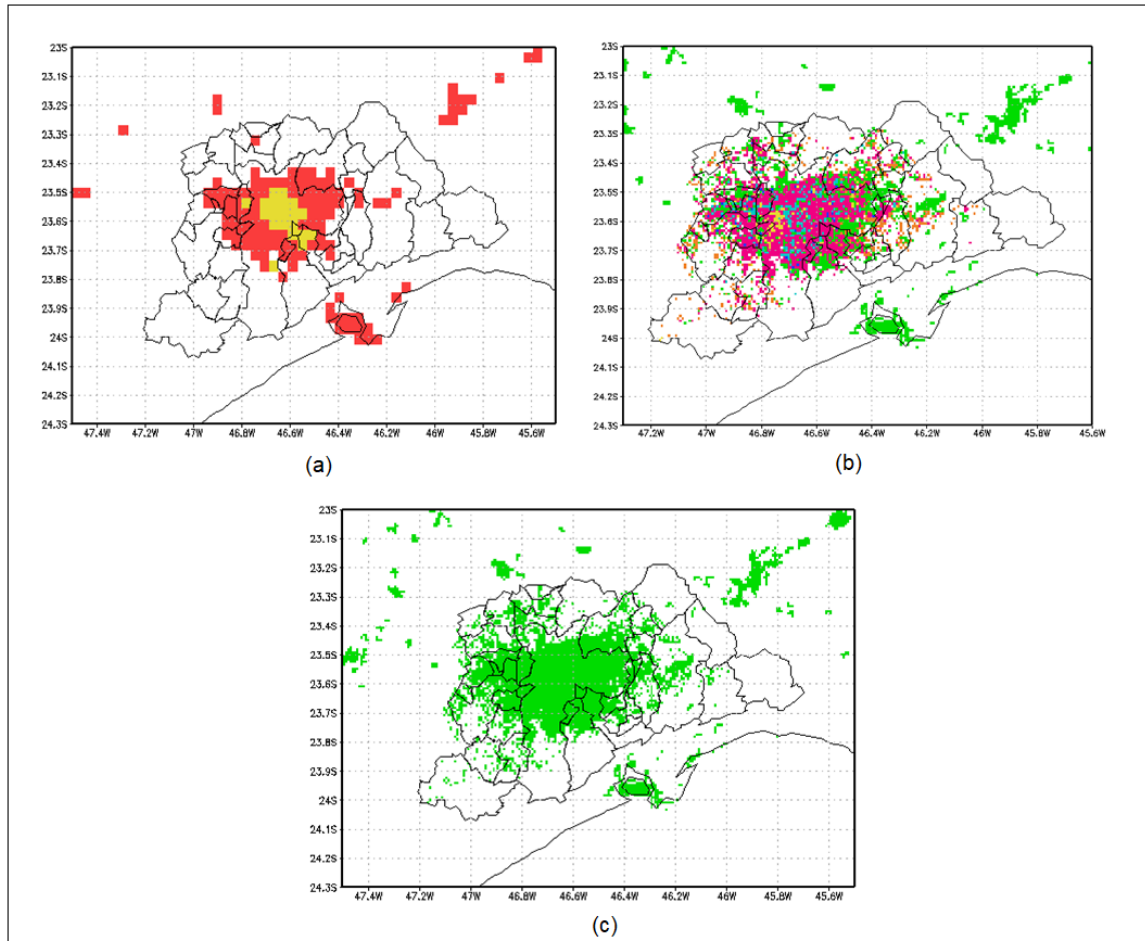 23S
23.1S
23.2S
23.3S
23.4S
23.5S
23.6S
23.7S
23.8S
23.9S
24S
24.1S
24.2S
24.3S
47.4W 47.2W 47W 46.8W 46.6W 46.4W 46.2W 46W 45.8W 45.6W
(a)
23S
23.1S
23.2S
23.3S
23.4S
23.5S
23.6S
23.7S
23.8S
23.9S
24S
24.1S
24.2S
24.3S
47.2W 47W 46.8W 46.6W 46.4W 46.2W 46W 45.8W 45.6W
(b)
23S
23.1S
23.2S
23.3S
23.4S
23.5S
23.6S
23.7S
23.8S
23.9S
24S
24.1S
24.2S
24.3S
47.4W 47.2W 47W 46.8W 46.6W 46.4W 46.2W 46W 45.8W 45.6W
(c)